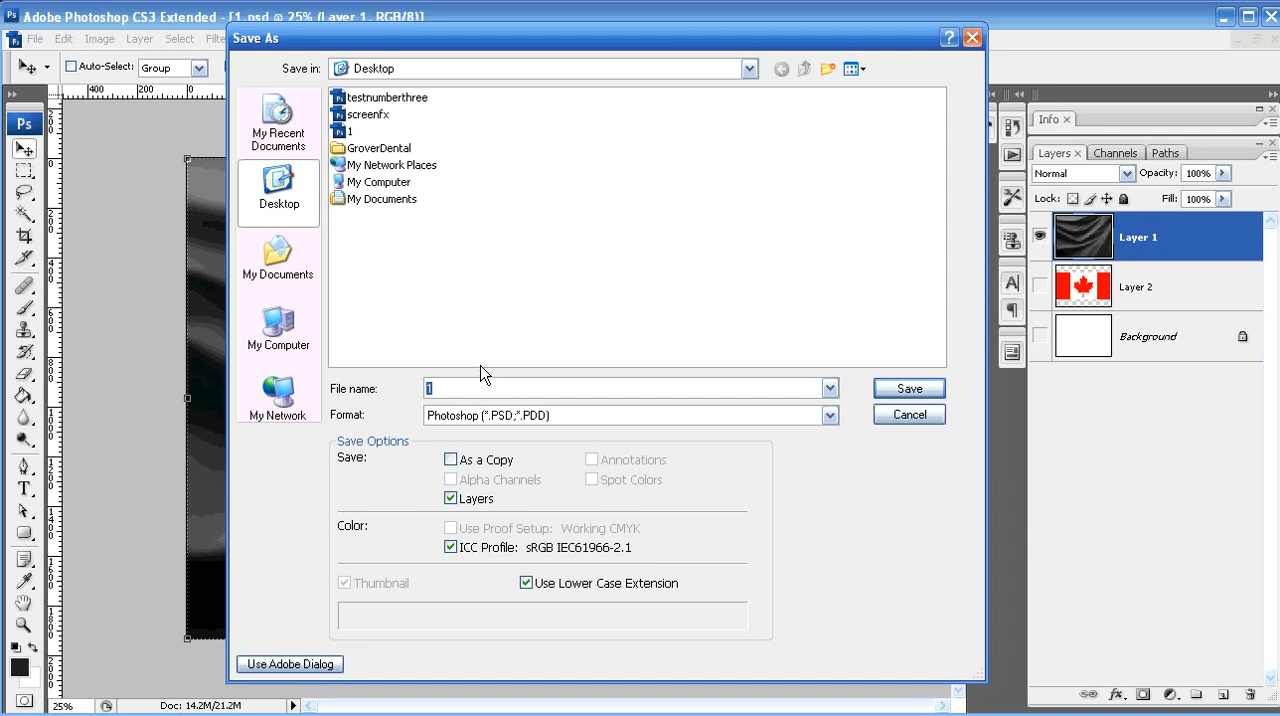 Adobe Photoshop CS3 Extended - [1.psd @ 25% (Layer 1, RGB/8)]
File Edit Image Layer Select
Auto-Select: Group
Save As
Save in: Desktop
My Recent Documents
Desktop
My Documents
My Computer
My Network
testnumberthree
screenfx
1
GroverDental
My Network Places
My Computer
My Documents
File name: 1
Save
Format: Photoshop (*.PSD;*.PDD)
Cancel
Save Options
Save: As a Copy Annotations
Alpha Channels Spot Colors
Layers
Color: Use Proof Setup: Working CMYK
ICC Profile: sRGB IEC61966-2.1
Thumbnail Use Lower Case Extension
Use Adobe Dialog
Info
Layers Channels Paths
Normal Opacity: 100%
Lock: Fill: 100%
Layer 1
Layer 2
Background
Ps
400 200 0
25% Doc: 14.2M/21.2M